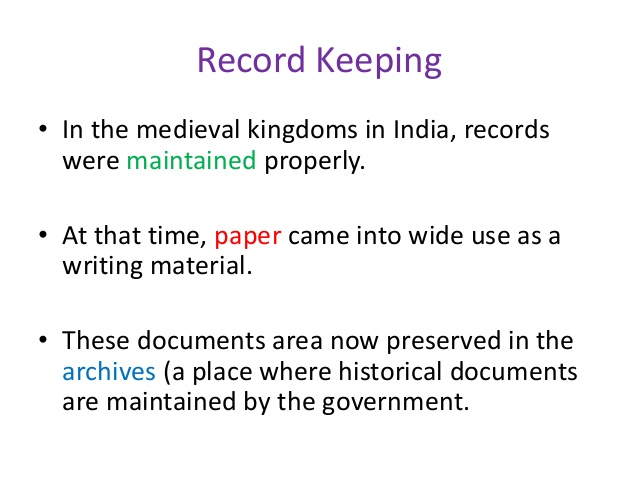 Record Keeping
• In the medieval kingdoms in India, records
were maintained properly.
• At that time, paper came into wide use as a
writing material.
• These documents area now preserved in the
archives (a place where historical documents
are maintained by the government.